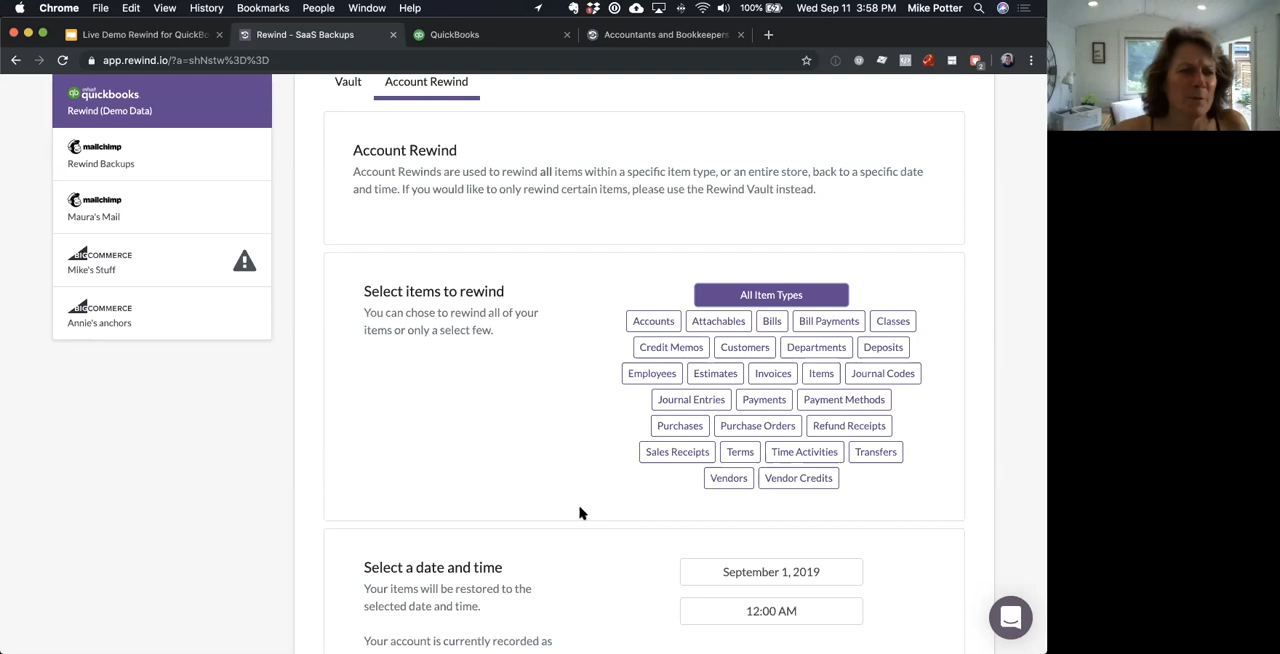 Chrome File Edit View History Bookmarks People Window Help 100% Wed Sep 11 3:58 PM Mike Potter
Live Demo Rewind for QuickBo Rewind - SaaS Backups QuickBooks Accountants and Bookkeepers
app.rewind.io/?a=shNstw%3D%3D
2
Vault Account Rewind
intuit
quickbooks
Rewind (Demo Data)
mailchimp
Rewind Backups
mailchimp
Maura's Mail
BIGCOMMERCE
Mike's Stuff
BIGCOMMERCE
Annie's anchors
Account Rewind
Account Rewinds are used to rewind all items within a specific item type, or an entire store, back to a specific date
and time. If you would like to only rewind certain items, please use the Rewind Vault instead.
Select items to rewind
You can chose to rewind all of your
items or only a select few.
All Item Types
Accounts Attachables Bills Bill Payments Classes
Credit Memos Customers Departments Deposits
Employees Estimates Invoices Items Journal Codes
Journal Entries Payments Payment Methods
Purchases Purchase Orders Refund Receipts
Sales Receipts Terms Time Activities Transfers
Vendors Vendor Credits
Select a date and time
Your items will be restored to the
selected date and time.
Your account is currently recorded as
September 1, 2019
12:00 AM